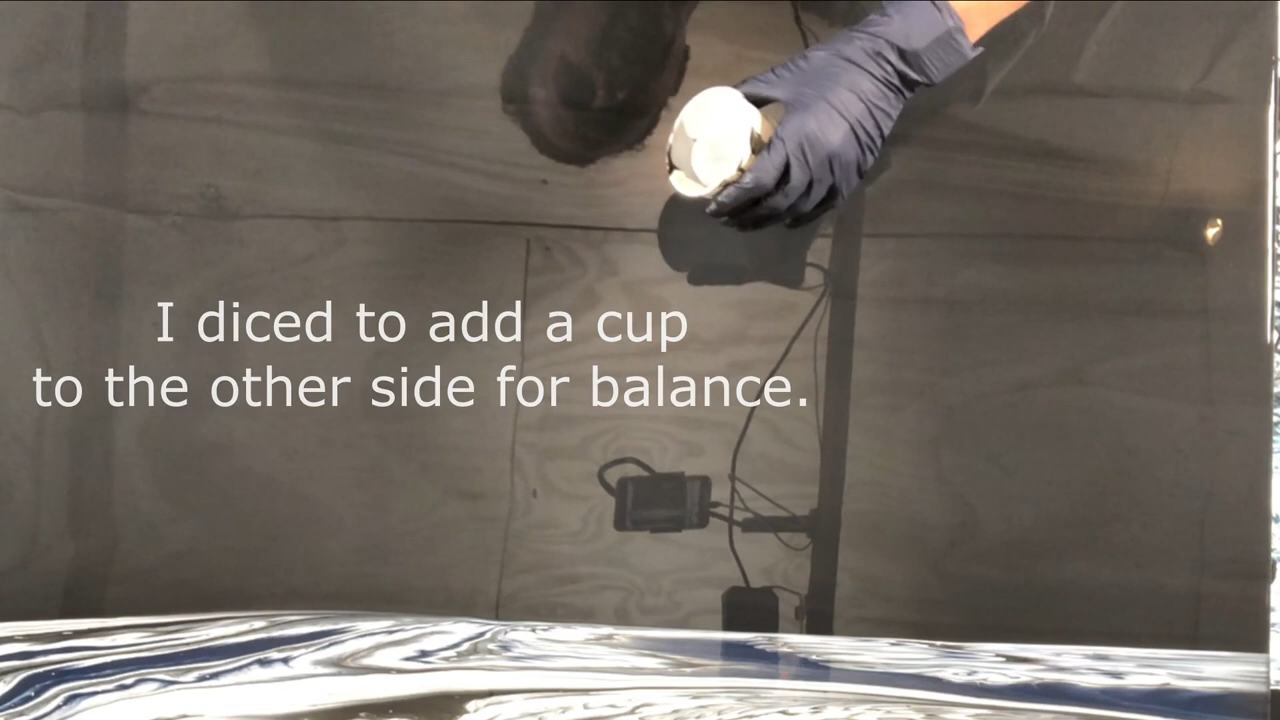 I diced to add a cup
to the other side for balance.